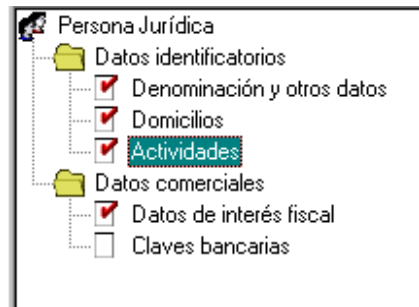 Persona Jurídica
Datos identificatorios
Denominación y otros datos
Domicilios
Actividades
Datos comerciales
Datos de interés fiscal
Claves bancarias